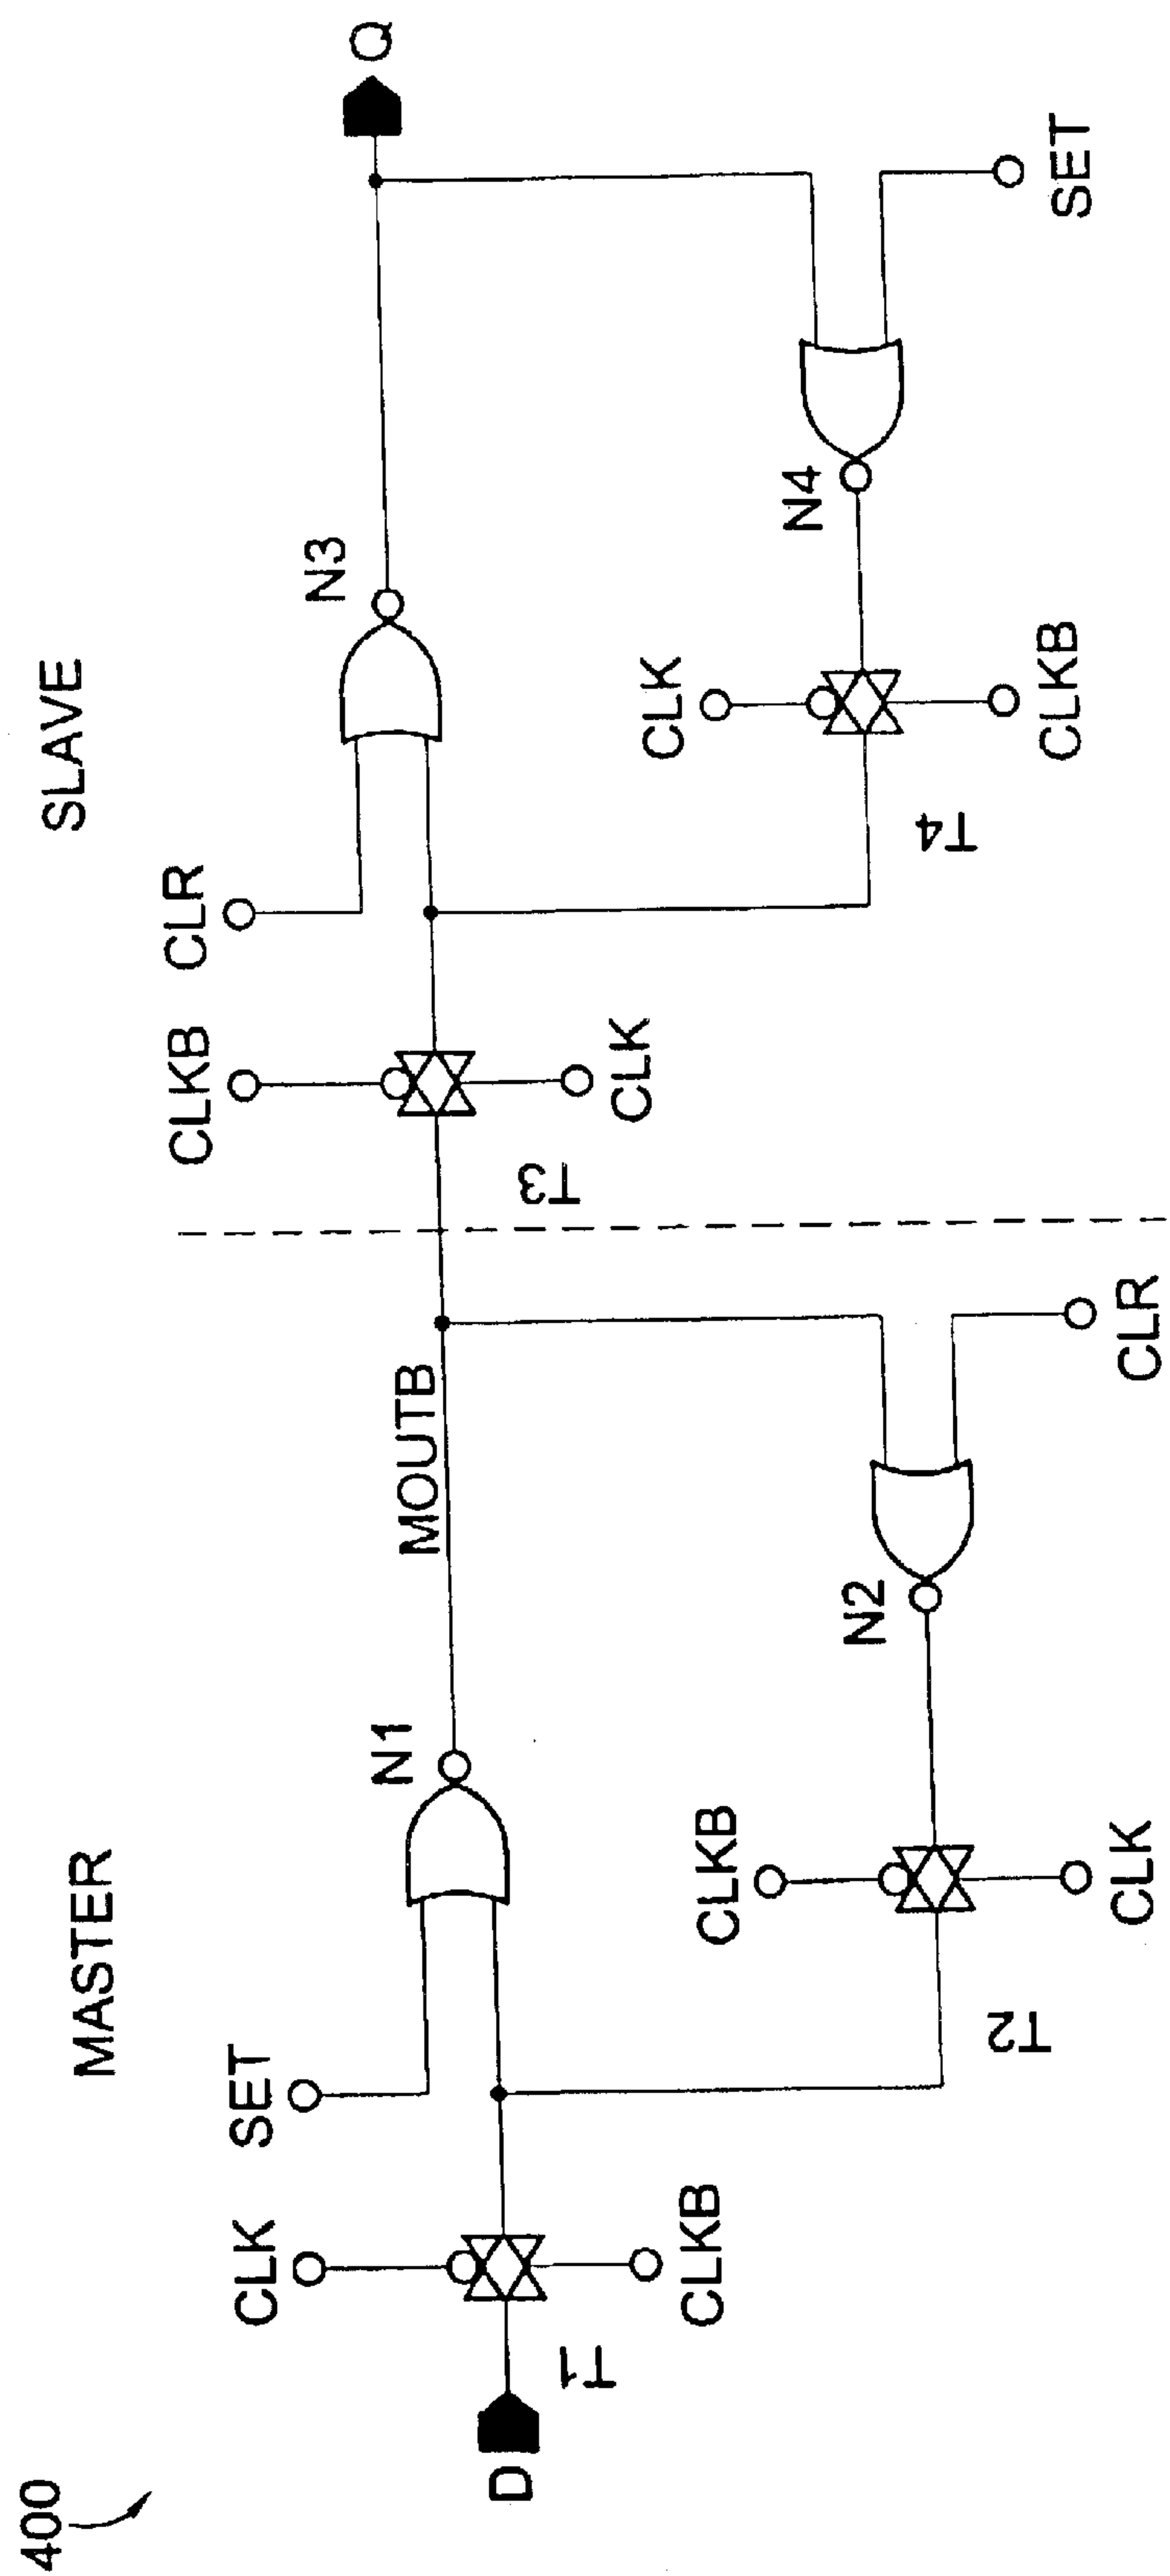 400
MASTER
SLAVE
D
T1
CLK
CLKB
SET
N1
MOUTB
CLKB
CLK
T2
N2
CLR
T3
CLKB
CLK
CLR
N3
Q
T4
CLK
CLKB
N4
SET